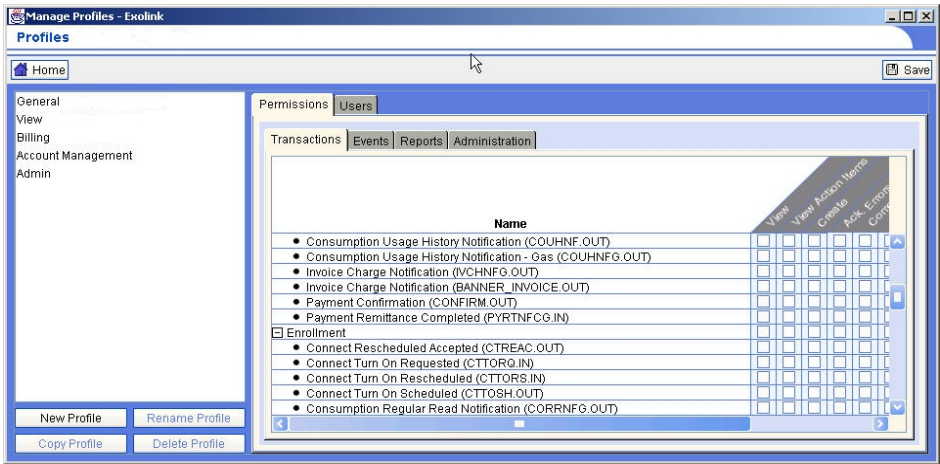 Manage Profiles - Exolink
Profiles
Home
Save
General
View
Billing
Account Management
Admin
New Profile
Rename Profile
Copy Profile
Delete Profile
Permissions
Users
Transactions
Events
Reports
Administration
Name
View
View Action Items
Create
Ack. Errors
Consumption Usage History Notification (COUHNF.OUT)
Consumption Usage History Notification - Gas (COUHNFG.OUT)
Invoice Charge Notification (IVCHNFG.OUT)
Invoice Charge Notification (BANNER_INVOICE.OUT)
Payment Confirmation (CONFIRM.OUT)
Payment Remittance Completed (PYRTNFCG.IN)
Enrollment
Connect Rescheduled Accepted (CTREAC.OUT)
Connect Turn On Requested (CTTORQ.IN)
Connect Turn On Rescheduled (CTTORS.IN)
Connect Turn On Scheduled (CTTOSH.OUT)
Consumption Regular Read Notification (CORRNFG.OUT)